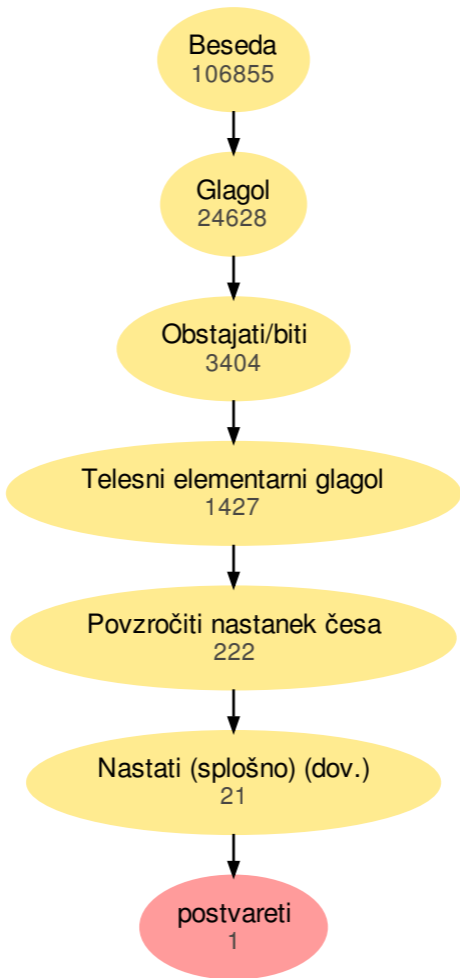 Beseda
106855
Glagol
24628
Obstajati/biti
3404
Telesni elementarni glagol
1427
Povzročiti nastanek česa
222
Nastati (splošno) (dov.)
21
postvareti
1